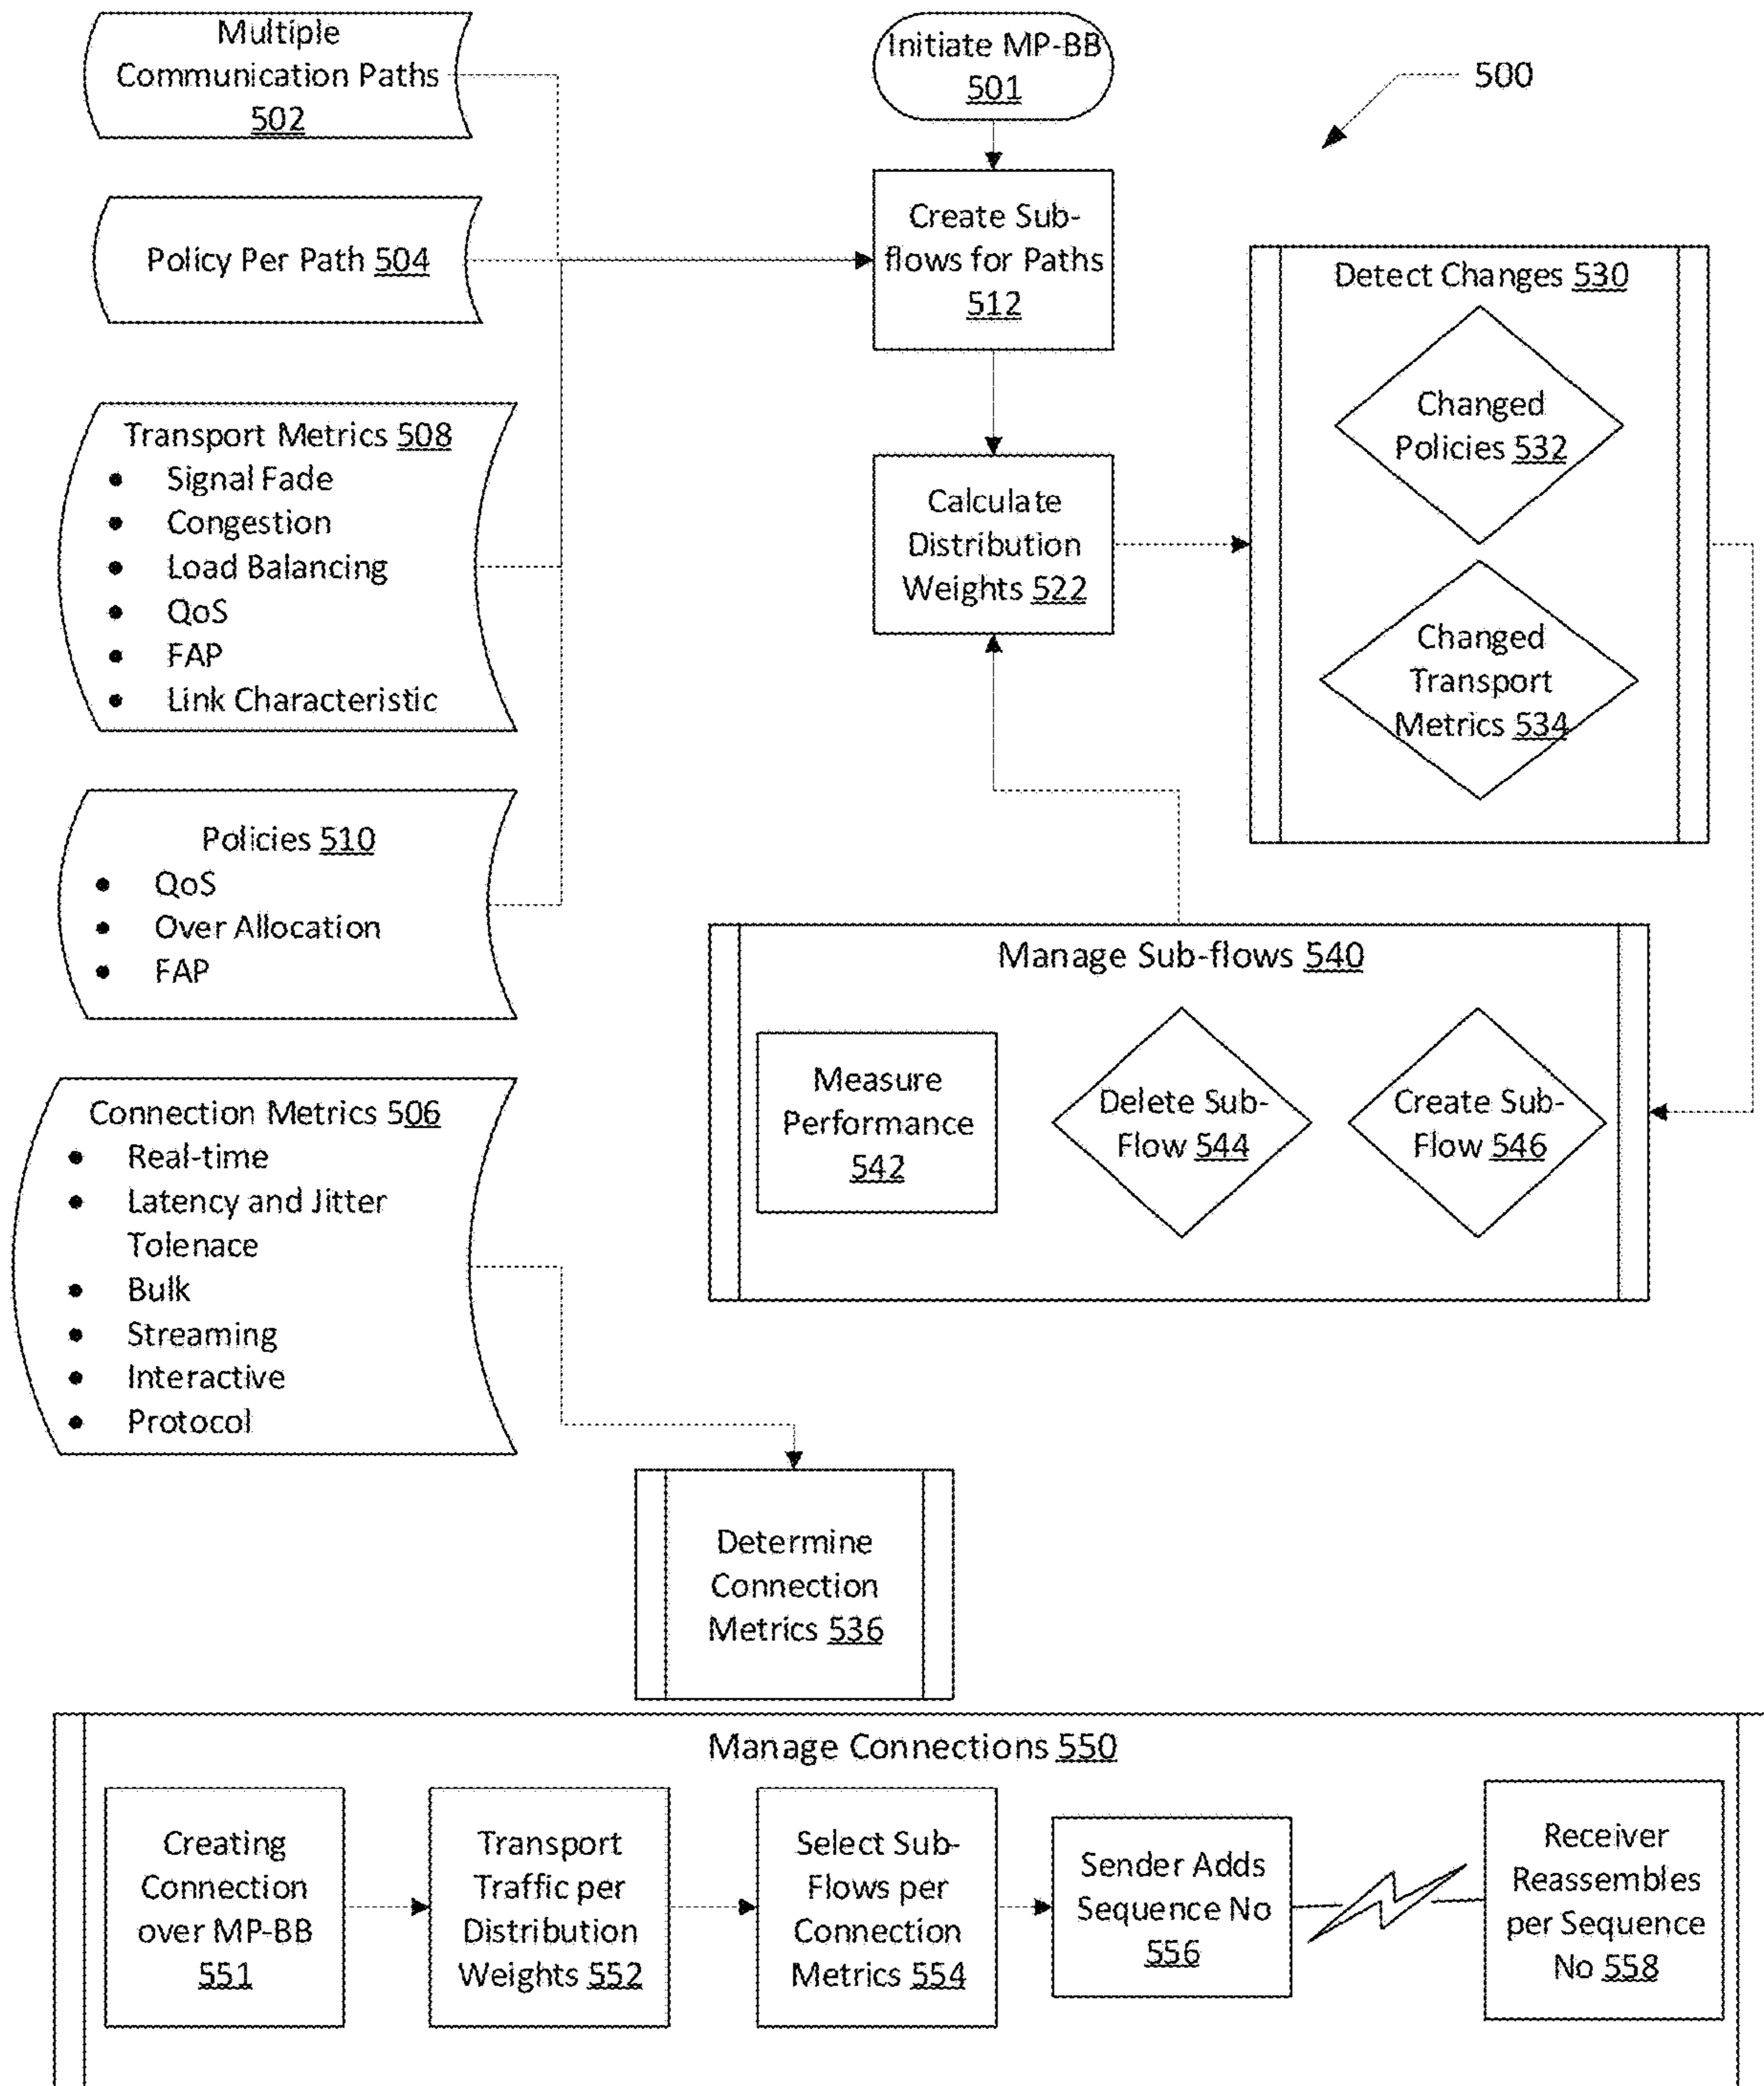 Multiple
Communication Paths
502
Initiate MP-BB
501
500
Policy Per Path 504
Create Sub-
flows for Paths
512
Detect Changes 530
Changed
Policies 532
Changed
Transport
Metrics 534
Transport Metrics 508
• Signal Fade
• Congestion
• Load Balancing
• QoS
• FAP
• Link Characteristic
Calculate
Distribution
Weights 522
Policies 510
• QoS
• Over Allocation
• FAP
Manage Sub-flows 540
Measure
Performance
542
Delete Sub-
Flow 544
Create Sub-
Flow 546
Connection Metrics 506
• Real-time
• Latency and Jitter
Tolenace
• Bulk
• Streaming
• Interactive
• Protocol
Determine
Connection
Metrics 536
Manage Connections 550
Creating
Connection
over MP-BB
551
Transport
Traffic per
Distribution
Weights 552
Select Sub-
Flows per
Connection
Metrics 554
Sender Adds
Sequence No
556
Receiver
Reassembles
per Sequence
No 558